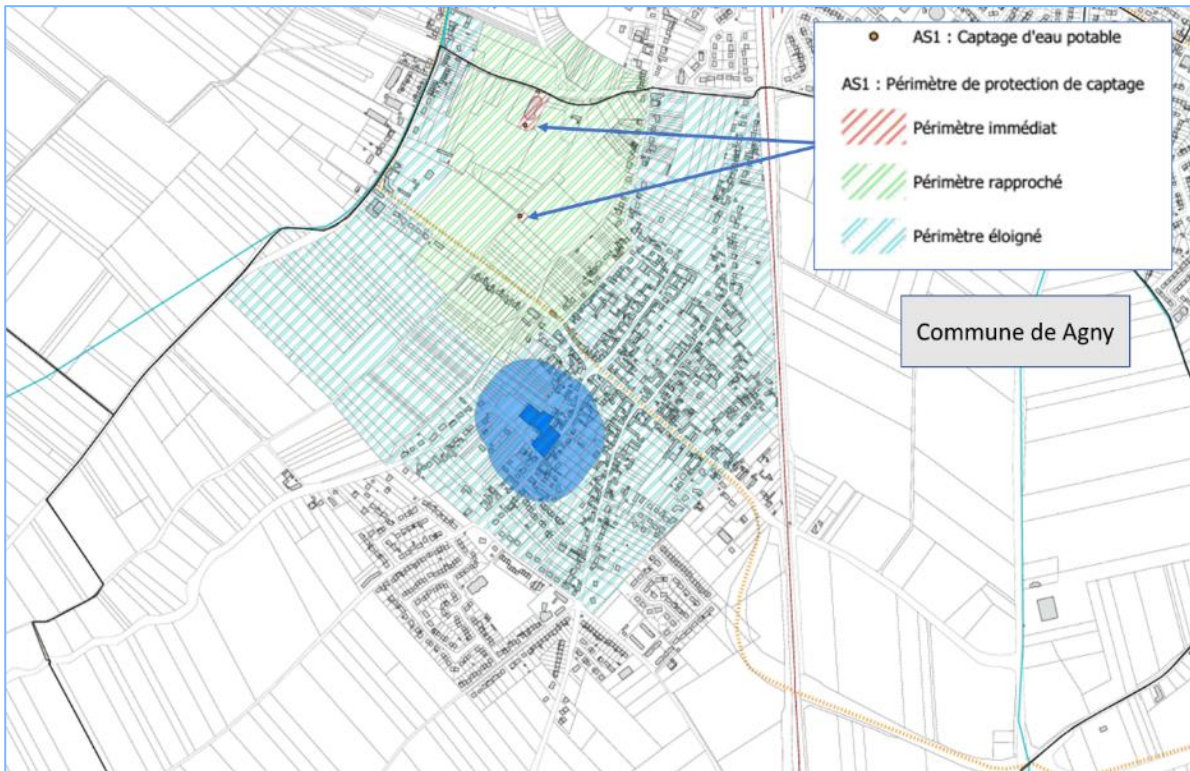 AS1 : Captage d'eau potable
AS1 : Périmètre de protection de captage
Périmètre immédiat
Périmètre rapproché
Périmètre éloigné
Commune de Agny